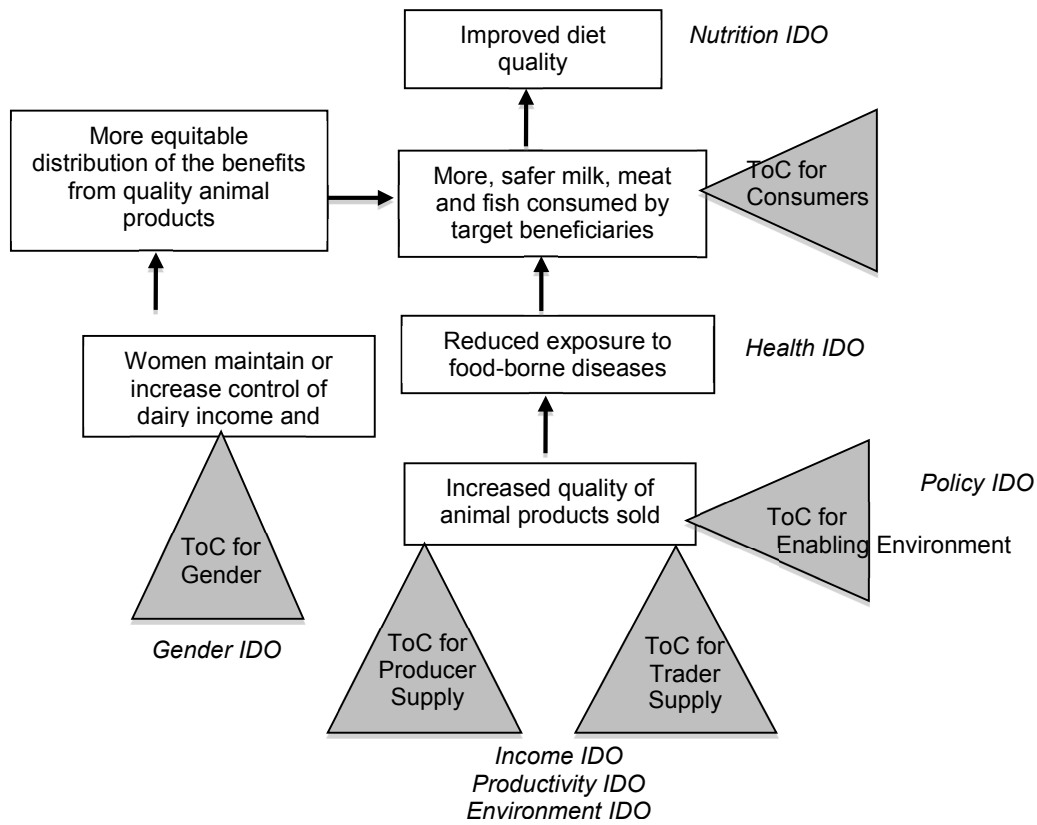 Improved diet
quality
Nutrition IDO
More equitable
distribution of the benefits
from quality animal
products
More, safer milk, meat
and fish consumed by
target beneficiaries
ToC for
Consumers
Women maintain or
increase control of
dairy income and
Reduced exposure to
food-borne diseases
Health IDO
Increased quality of
animal products sold
Policy IDO
ToC for
Enabling Environment
ToC for
Gender
Gender IDO
ToC for
Producer
Supply
ToC for
Trader
Supply
Income IDO
Productivity IDO
Environment IDO